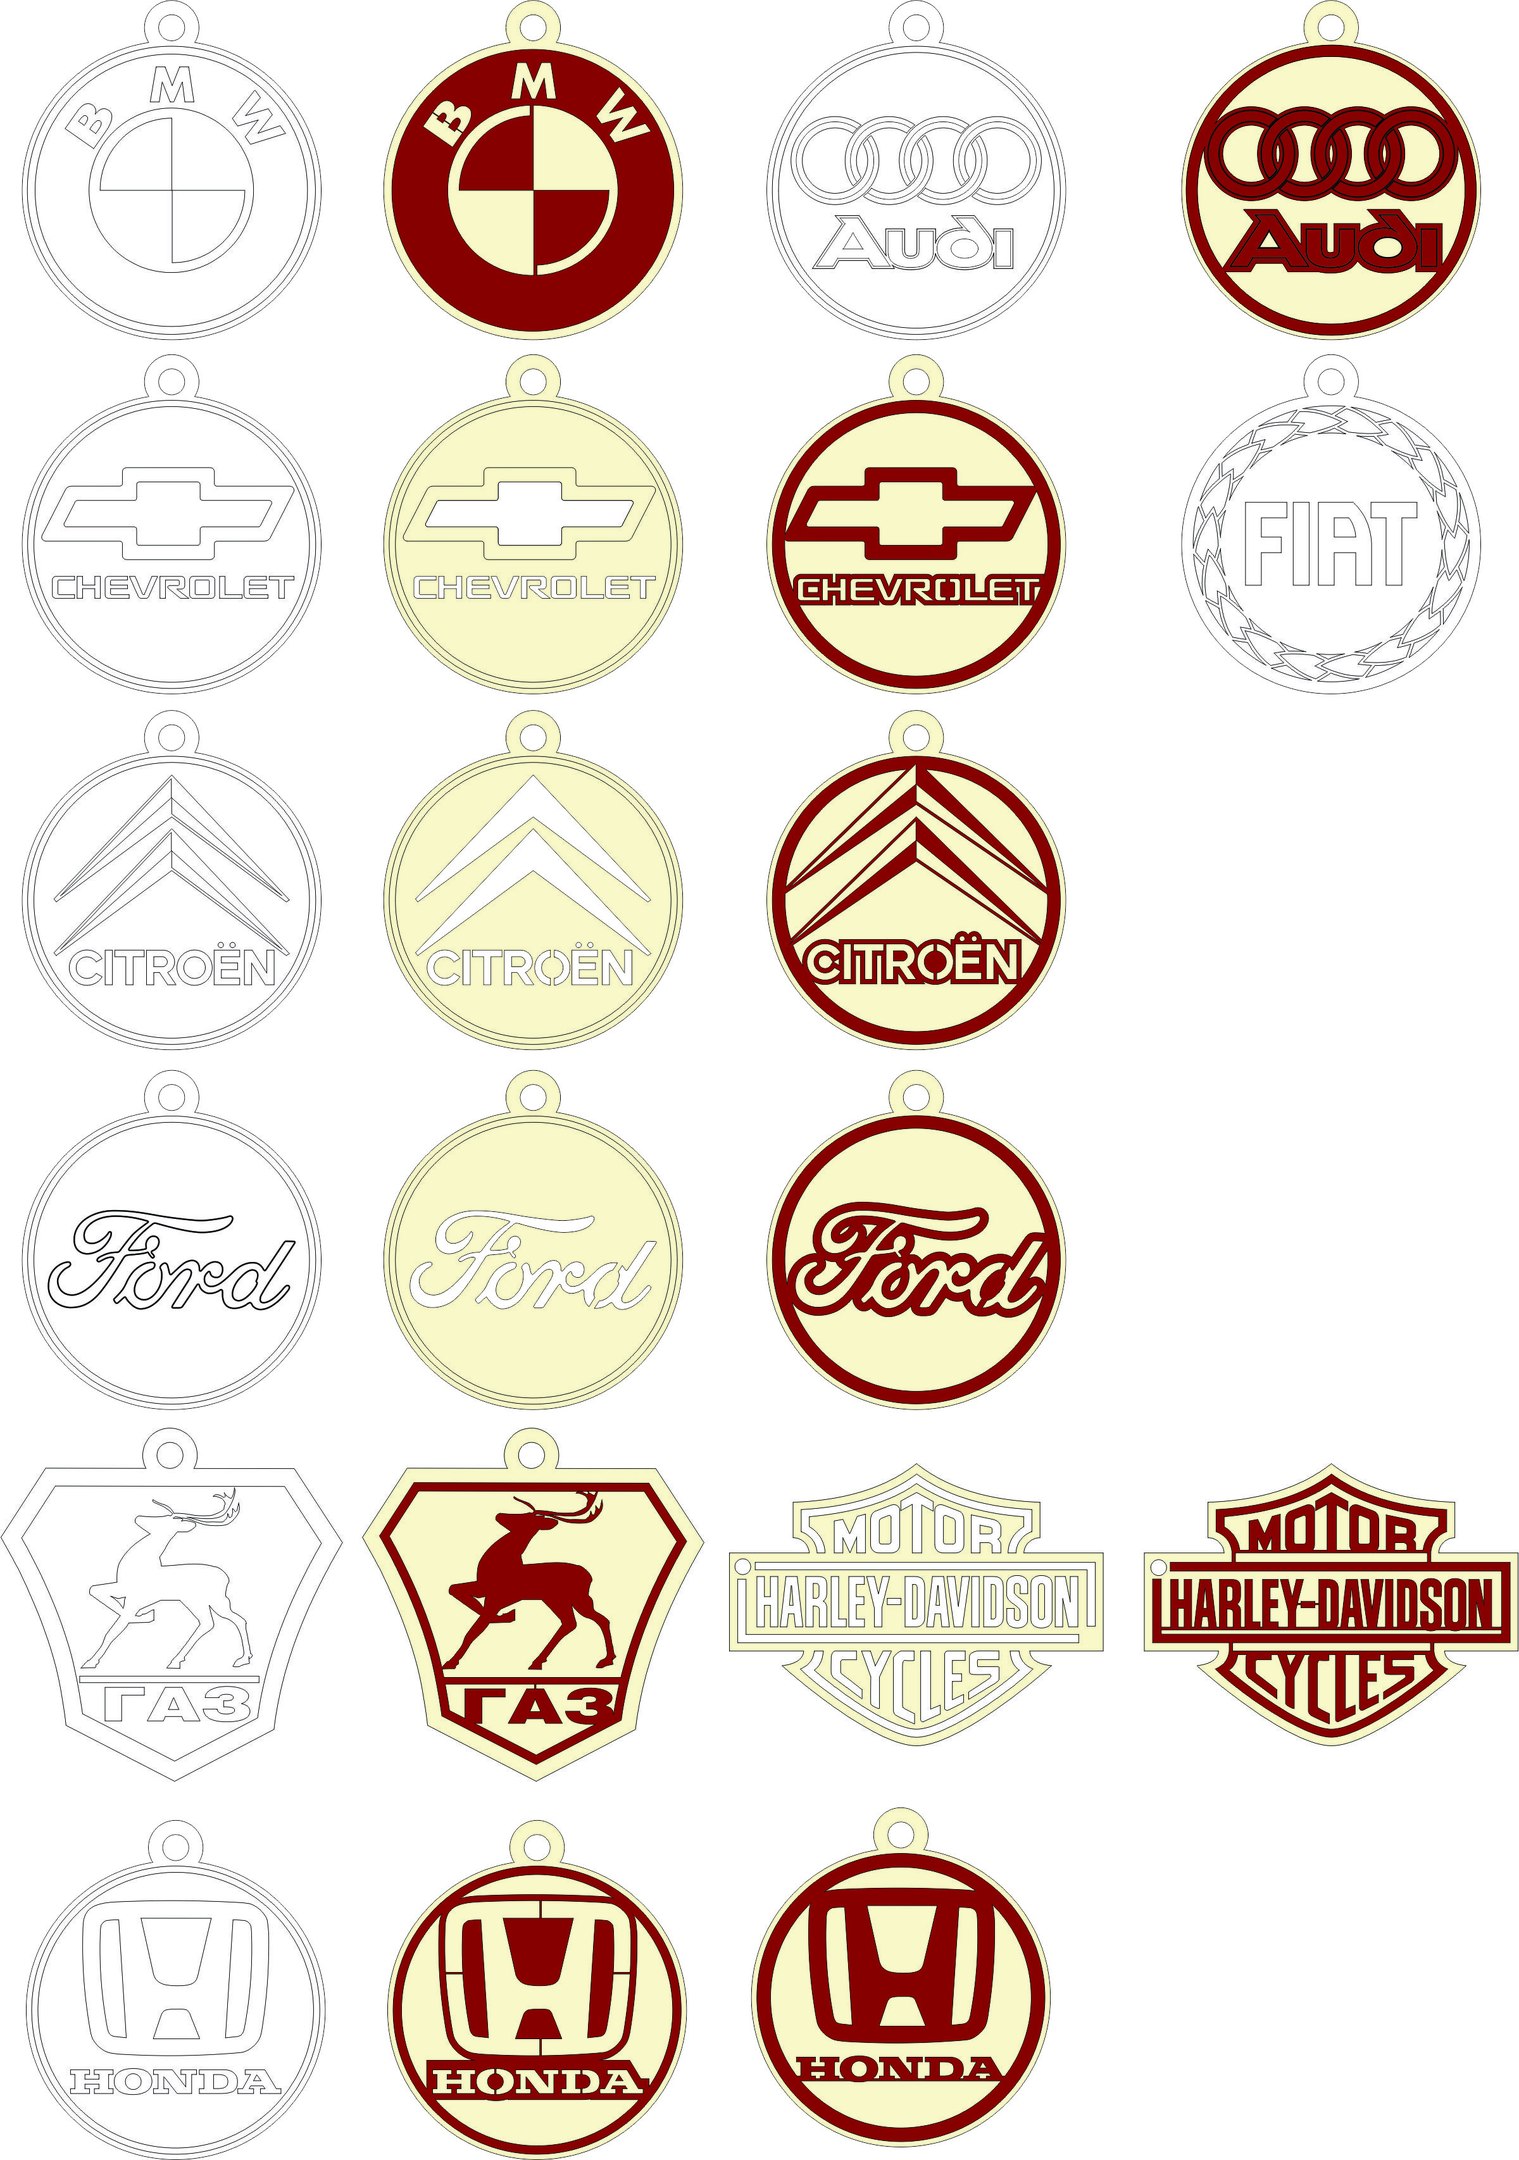 BMW
BMW
Audi
Audi
CHEVROLET
CHEVROLET
CHEVROLET
FIAT
CITROËN
CITROËN
CITROËN
Ford
Ford
Ford
ГАЗ
ГАЗ
MOTOR
HARLEY-DAVIDSON
CYCLES
MOTOR
HARLEY-DAVIDSON
CYCLES
HONDA
HONDA
HONDA